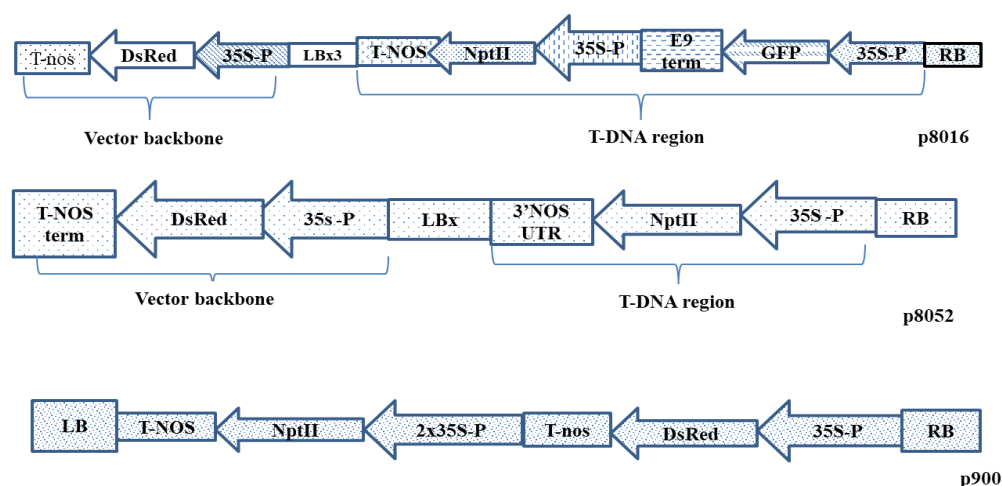 T-nos DsRed 35S-P LBx3 T-NOS NptII 35S-P E9 term GFP 35S-P RB
Vector backbone T-DNA region p8016
T-NOS term DsRed 35s -P LBx 3'NOS UTR NptII 35S -P RB
Vector backbone T-DNA region p8052
LB T-NOS NptII 2x35S-P T-nos DsRed 35S-P RB
p900